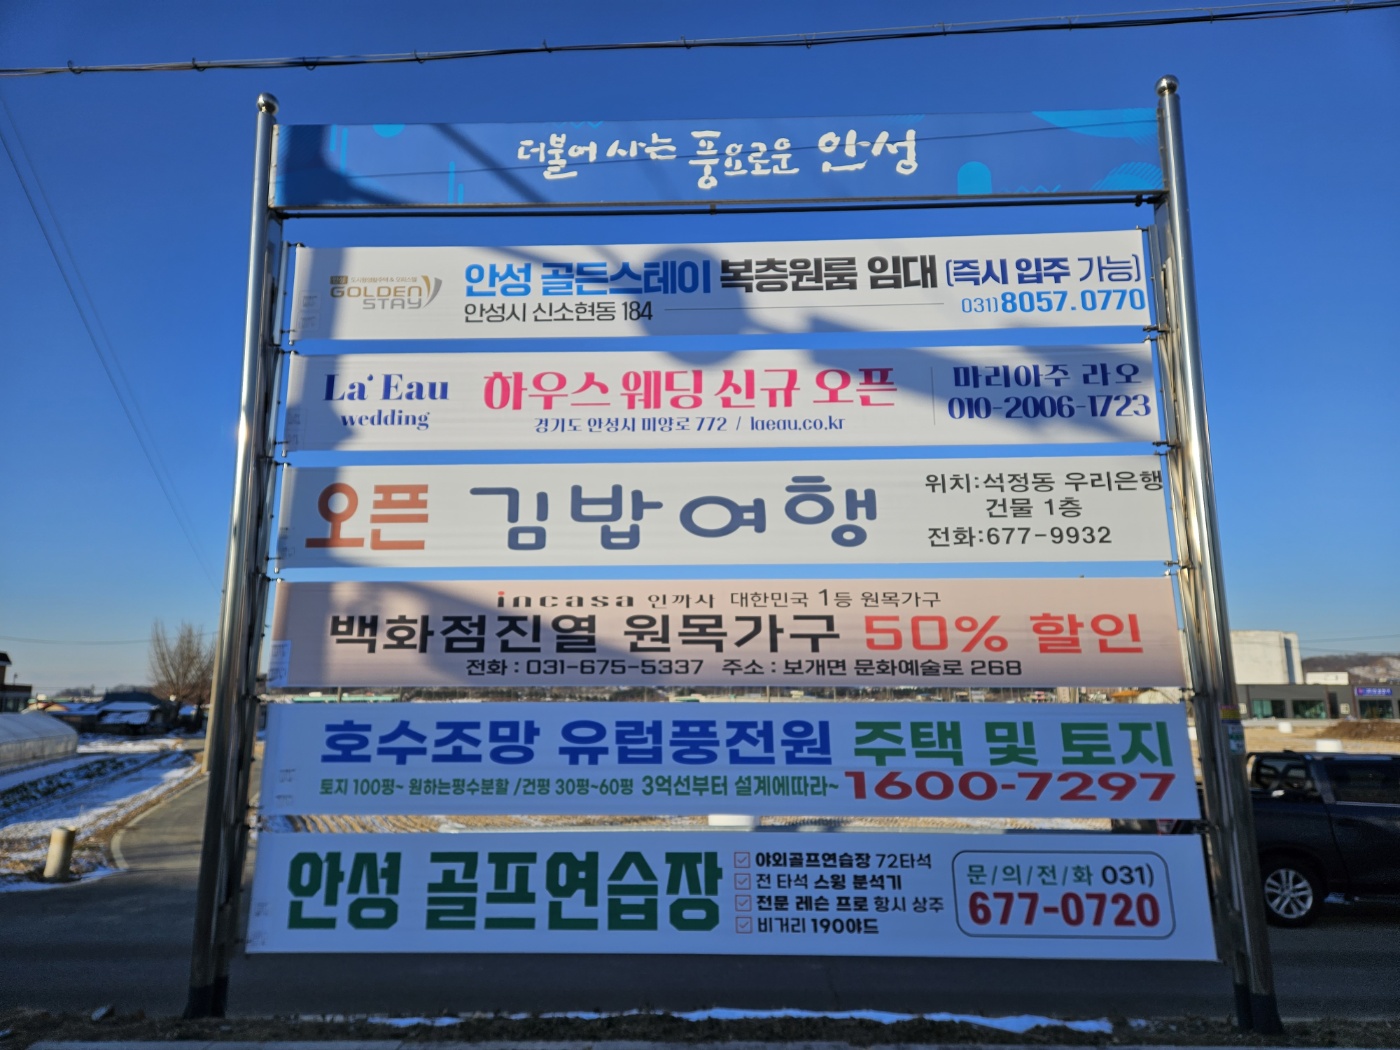 더불어 사는 풍요로운 안성
GOLDEN STAY
안성 골든스테이 복층원룸 임대 (즉시 입주 가능)
안성시 신소현동 184
031)8057.0770
La' Eau
wedding
하우스 웨딩 신규 오픈
경기도 안성시 미양로 772 / laeau.co.kr
마리아주 라오
010-2006-1723
오픈 김밥여행
위치:석정동 우리은행
건물 1층
전화:677-9932
incasa 인까사 대한민국 1등 원목가구
백화점진열 원목가구 50% 할인
전화 : 031-675-5337 주소 : 보개면 문화예술로 268
호수조망 유럽풍전원 주택 및 토지
토지 100평~ 원하는평수분할 /건평 30평~60평 3억선부터 설계에따라~ 1600-7297
안성 골프연습장
야외골프연습장 72타석
전 타석 스윙 분석기
전문 레슨 프로 항시 상주
비거리 190야드
문/의/전/화 031)
677-0720